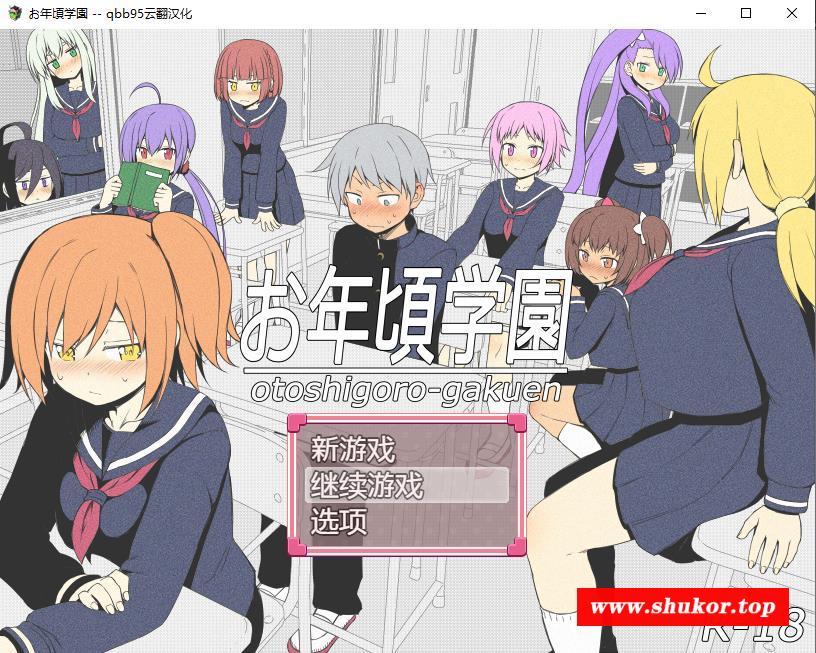 お年頃学園 -- qbb95云翻汉化
お年頃学園
otoshigoro-gakuen
新游戏
继续游戏
选项
www.shukor.top
R-18